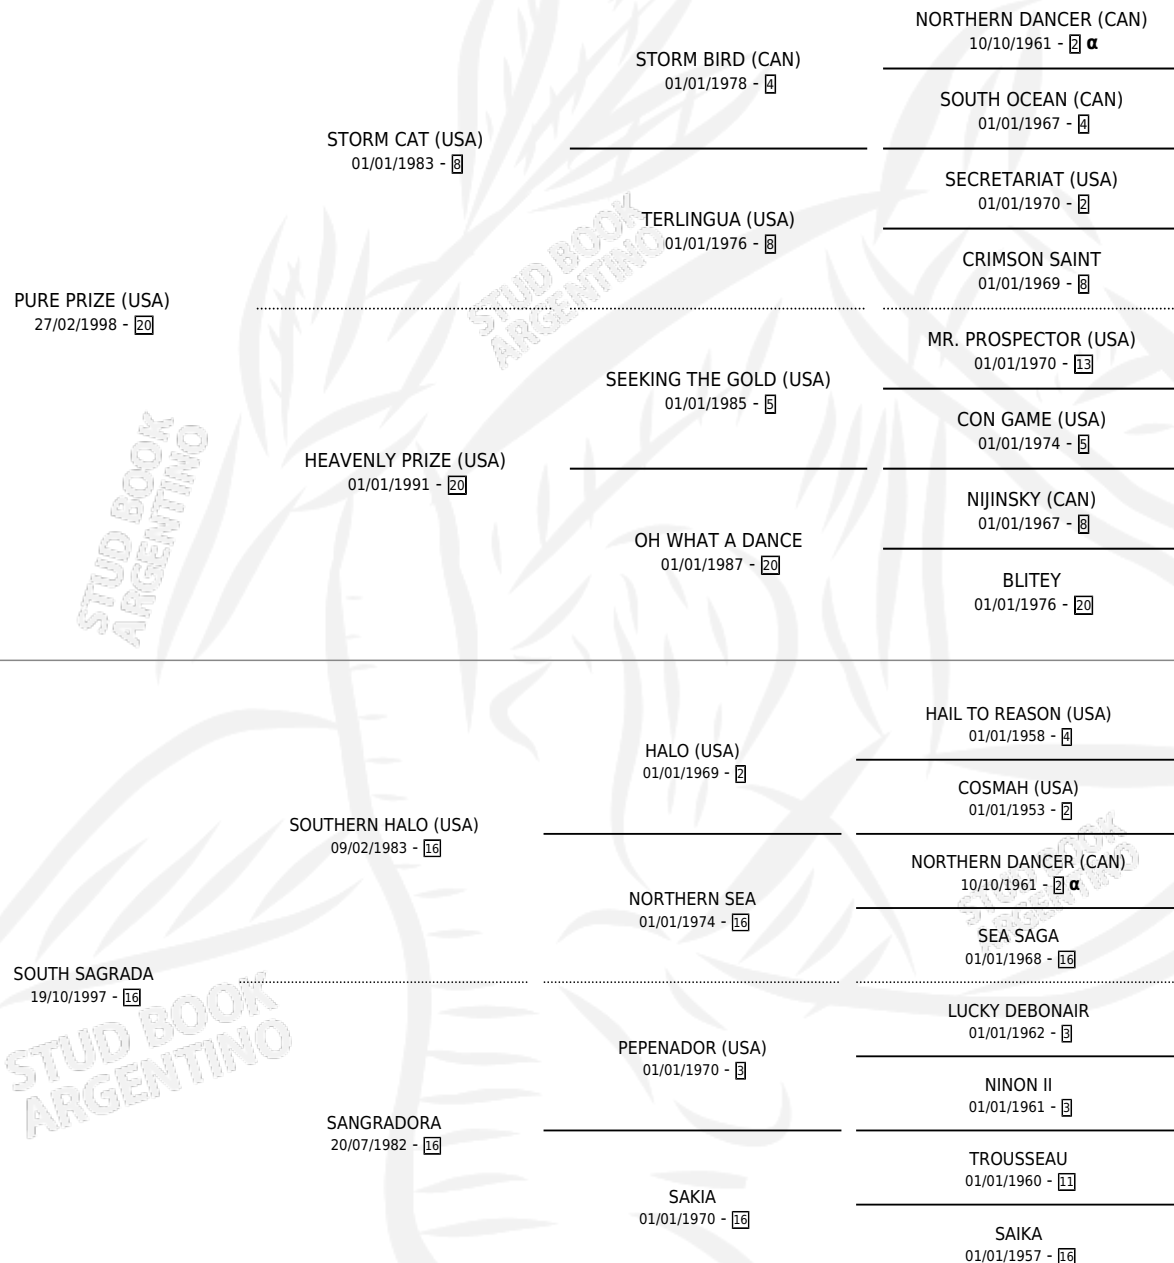 NORTHERN DANCER (CAN)
10/10/1961 - 2 α
STORM BIRD (CAN)
01/01/1978 - 4
SOUTH OCEAN (CAN)
01/01/1967 - 4
STORM CAT (USA)
01/01/1983 - 8
SECRETARIAT (USA)
01/01/1970 - 2
TERLINGUA (USA)
01/01/1976 - 8
CRIMSON SAINT
01/01/1969 - 8
PURE PRIZE (USA)
27/02/1998 - 20
MR. PROSPECTOR (USA)
01/01/1970 - 13
SEEKING THE GOLD (USA)
01/01/1985 - 5
CON GAME (USA)
01/01/1974 - 5
HEAVENLY PRIZE (USA)
01/01/1991 - 20
NIJINSKY (CAN)
01/01/1967 - 8
OH WHAT A DANCE
01/01/1987 - 20
BLITEY
01/01/1976 - 20
HAIL TO REASON (USA)
01/01/1958 - 4
HALO (USA)
01/01/1969 - 2
COSMAH (USA)
01/01/1953 - 2
SOUTHERN HALO (USA)
09/02/1983 - 16
NORTHERN DANCER (CAN)
10/10/1961 - 2 α
NORTHERN SEA
01/01/1974 - 16
SEA SAGA
01/01/1968 - 16
SOUTH SAGRADA
19/10/1997 - 16
LUCKY DEBONAIR
01/01/1962 - 3
PEPENADOR (USA)
01/01/1970 - 3
NINON II
01/01/1961 - 3
SANGRADORA
20/07/1982 - 16
TROUSSEAU
01/01/1960 - 11
SAKIA
01/01/1970 - 16
SAIKA
01/01/1957 - 16
STUD BOOK
ARGENTINO
STUD BOOK
ARGENTINO
STUD BOOK
ARGENTINO
STUD BOOK
ARGENTINO